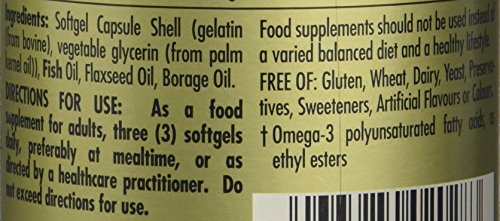 Ingredients: Softgel Capsule Shell (gelatin
(from bovine), vegetable glycerin (from palm
kernel oil)), Fish Oil, Flaxseed Oil, Borage Oil.
DIRECTIONS FOR USE: As a food
supplement for adults, three (3) softgels
daily, preferably at mealtime, or as
directed by a healthcare practitioner. Do
not exceed directions for use.
Food supplements should not be used instead of
a varied balanced diet and a healthy lifestyle.
FREE OF: Gluten, Wheat, Dairy, Yeast, Preserva-
tives, Sweeteners, Artificial Flavours or Colours.
† Omega-3 polyunsaturated fatty acids, as
ethyl esters